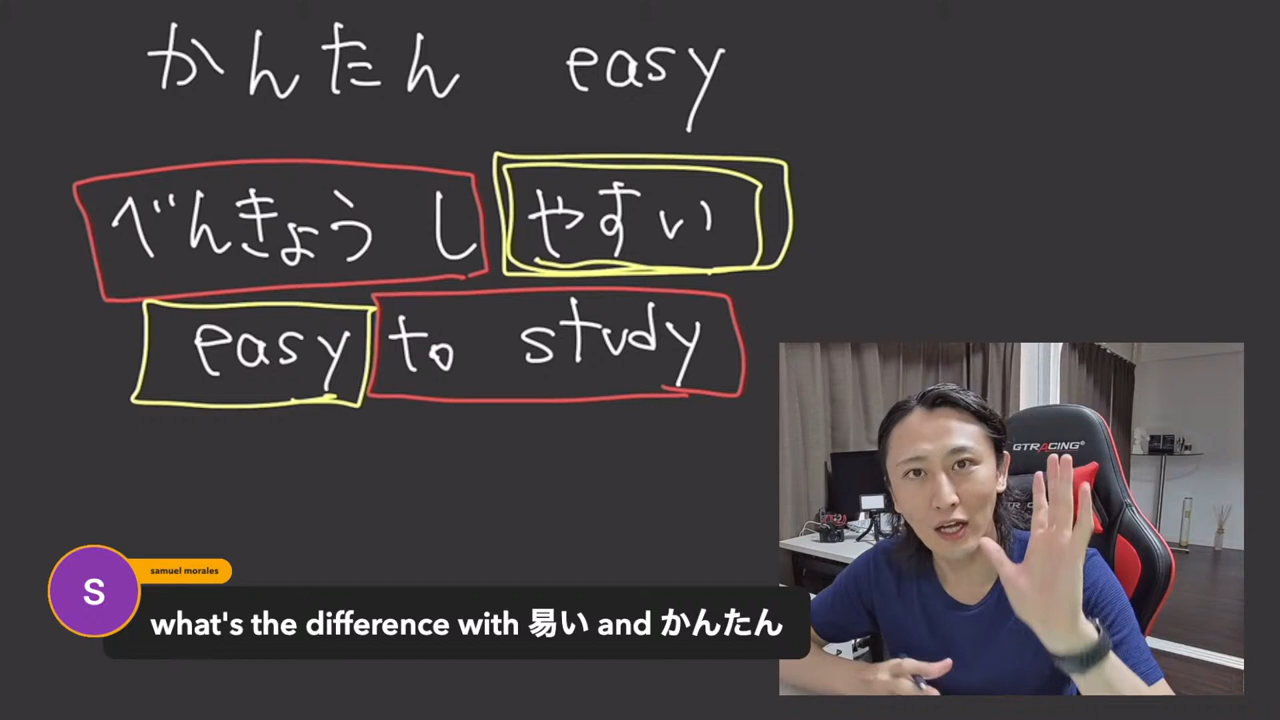 かんたん easy
べんきょうし やすい
easy to study
GTRACING
samuel morales
S
what's the difference with 易い and かんたん